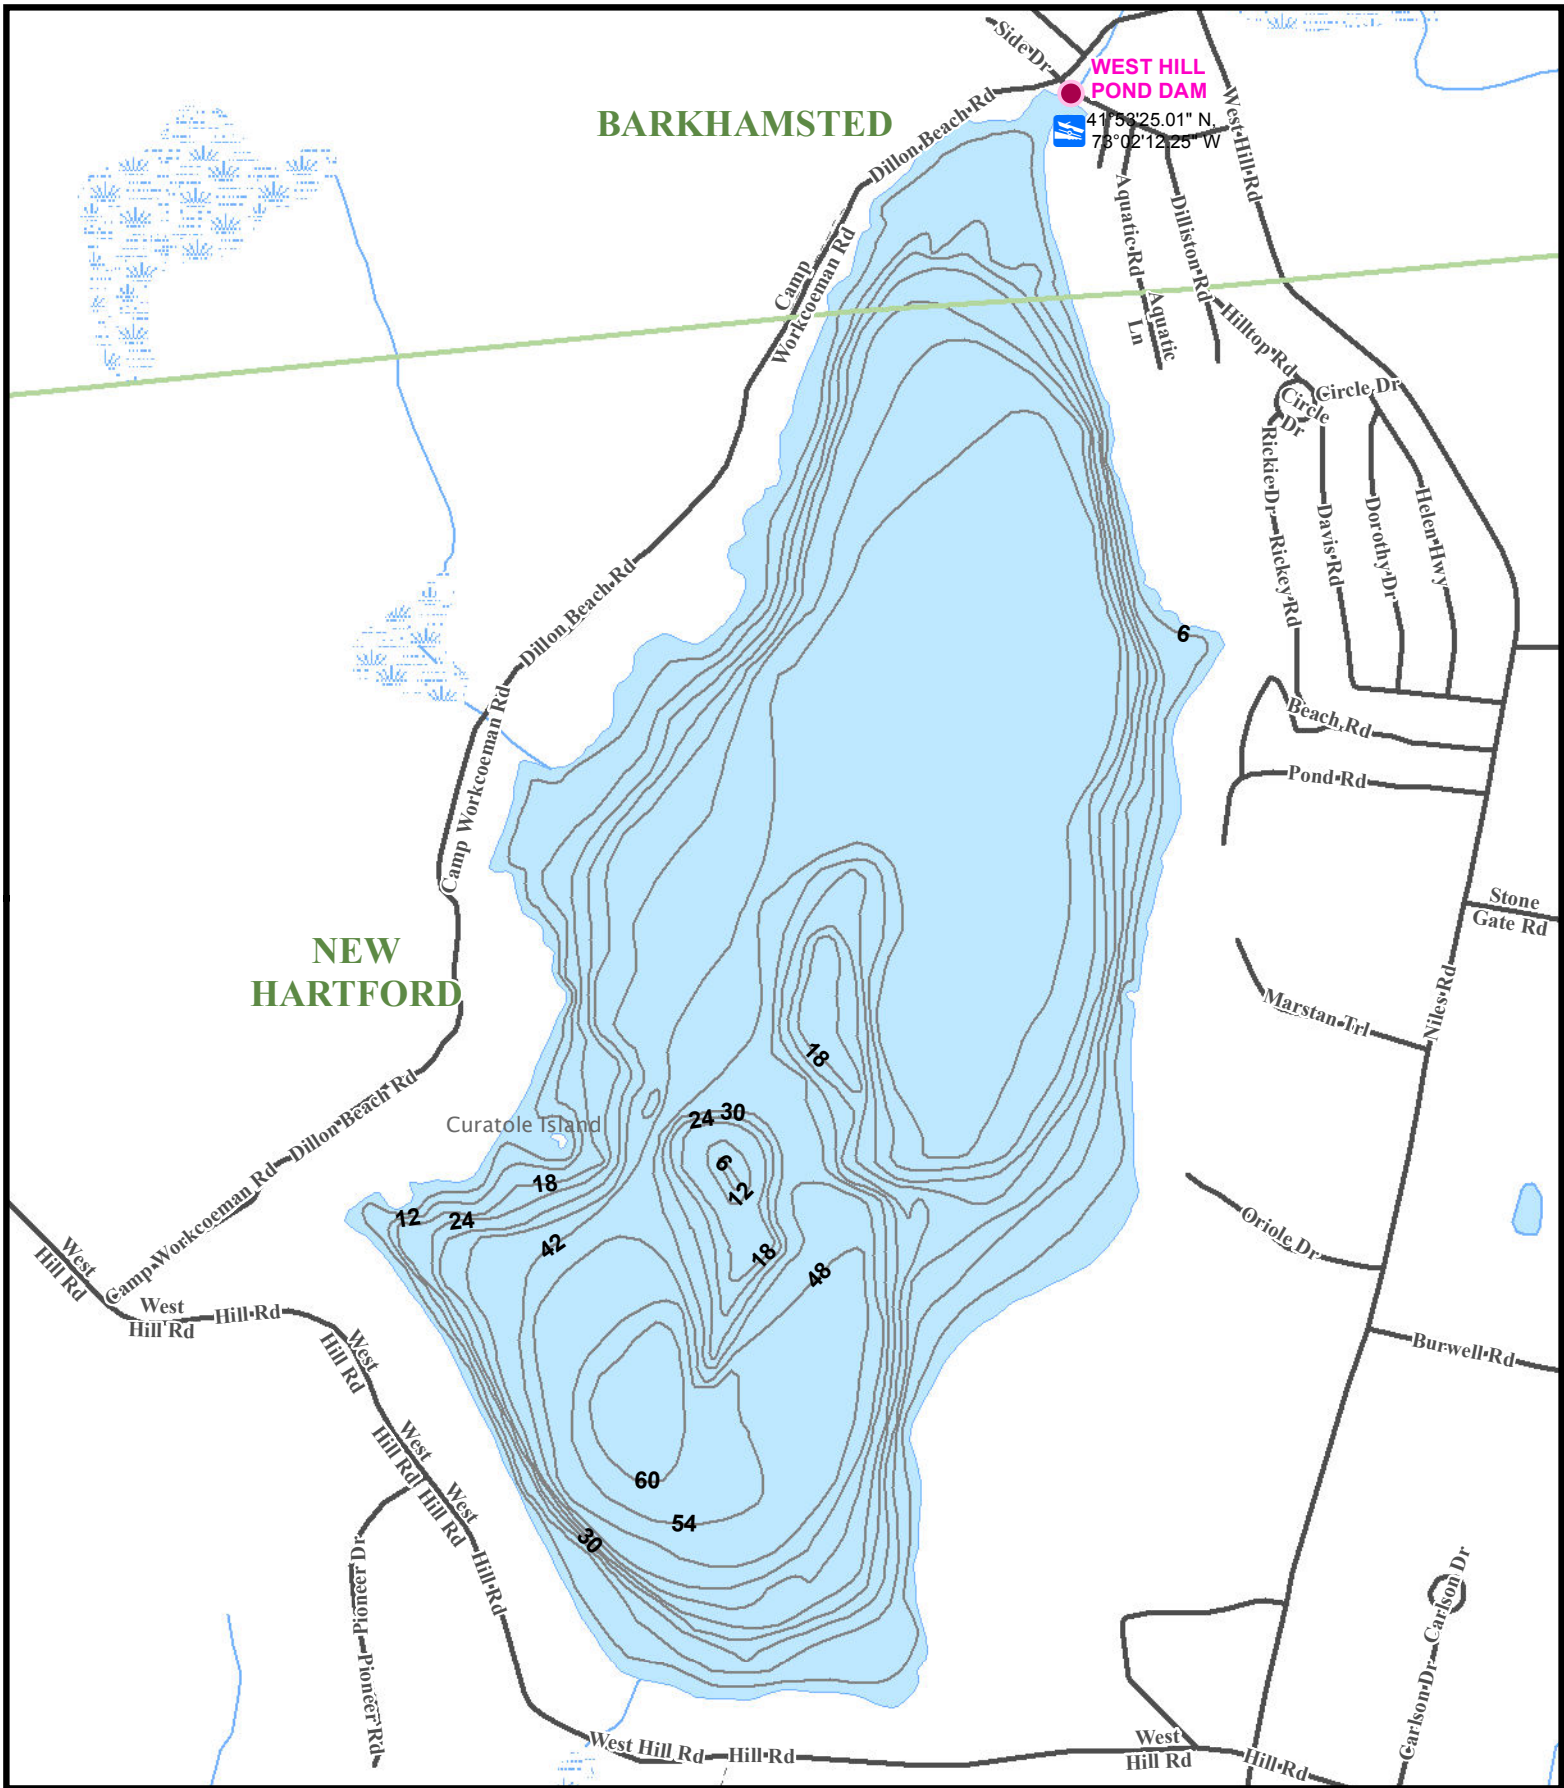 Side Dr
WEST HILL
POND DAM
41°53'25.01" N,
73°02'12.25" W
BARKHAMSTED
Dillon Beach Rd
West Hill Rd
Aquatic Rd
Dilliston Rd
Camp
Workcoeman Rd
Aquatic
Ln
Hilltop Rd
Circle Dr
Circle
Dr
Rickie Dr
Rickey Rd
Davis Rd
Dorothy Dr
Helen Hwy
Dillon Beach Rd
6
Camp Workcoeman Rd
Beach Rd
Pond Rd
Stone
Gate Rd
NEW
HARTFORD
Niles Rd
Marstan Trl
18
Dillon Beach Rd
Curatole Island
24
30
6
12
18
12
24
42
18
48
Camp Workcoeman Rd
Oriole Dr
West
Hill Rd
West
Hill Rd
Hill Rd
West
Hill Rd
Burwell Rd
West
Hill Rd
60
West
Hill Rd
54
30
Hill Rd
Pioneer Dr
Pioneer Rd
Carlson Dr
Carlson Dr
West Hill Rd
Hill Rd
West
Hill Rd
Hill Rd